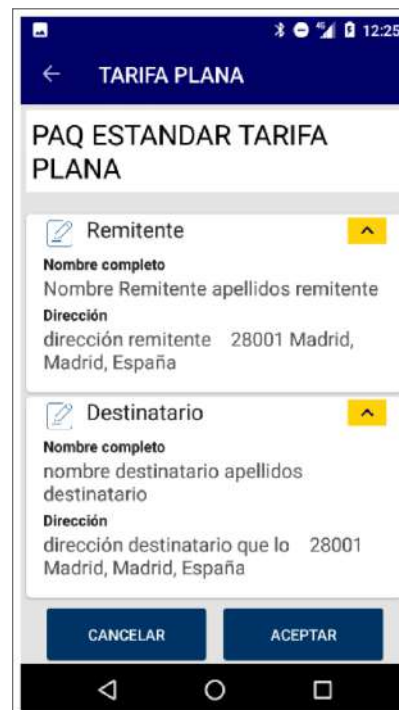 12:25
TARIFA PLANA
PAQ ESTANDAR TARIFA
PLANA
Remitente
Nombre completo
Nombre Remitente apellidos remitente
Dirección
dirección remitente 28001 Madrid,
Madrid, España
Destinatario
Nombre completo
nombre destinatario apellidos
destinatario
Dirección
dirección destinatario que lo 28001
Madrid, Madrid, España
CANCELAR ACEPTAR